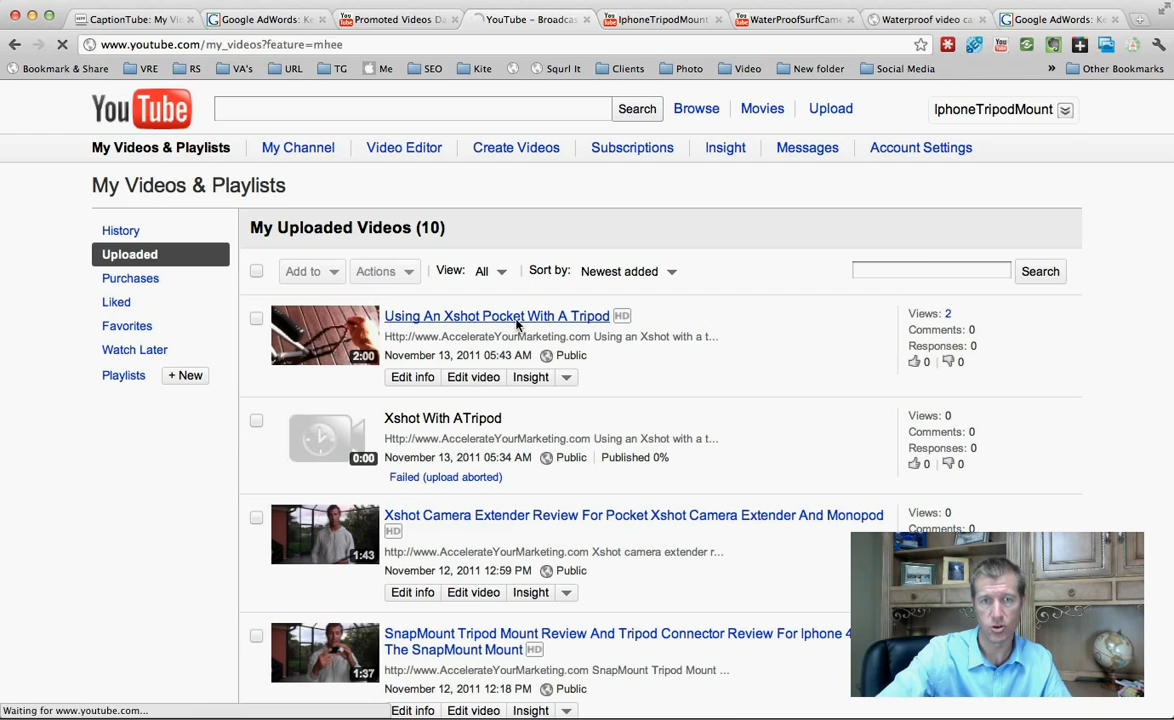 CaptionTube: My Vi
Google AdWords: Ke
Promoted Videos Da
YouTube - Broadcas
IphoneTripodMount
WaterProofSurfCame
Waterproof video ca
Google AdWords: Ke
www.youtube.com/my_videos?feature=mhee
Bookmark & Share VRE RS VA's URL TG Me SEO Kite Squrl It Clients Photo Video New folder Social Media » Other Bookmarks
YouTube Search Browse Movies Upload IphoneTripodMount
My Videos & Playlists My Channel Video Editor Create Videos Subscriptions Insight Messages Account Settings
My Videos & Playlists
History
Uploaded
Purchases
Liked
Favorites
Watch Later
Playlists + New
My Uploaded Videos (10)
Add to Actions View: All Sort by: Newest added Search
Using An Xshot Pocket With A Tripod HD
Http://www.AccelerateYourMarketing.com Using an Xshot with a t...
November 13, 2011 05:43 AM Public
2:00
Edit info Edit video Insight
Views: 2
Comments: 0
Responses: 0
0 0
Xshot With ATripod
Http://www.AccelerateYourMarketing.com Using an Xshot with a t...
November 13, 2011 05:34 AM Public Published 0%
0:00
Failed (upload aborted)
Views: 0
Comments: 0
Responses: 0
0 0
Xshot Camera Extender Review For Pocket Xshot Camera Extender And Monopod
HD
http://www.AccelerateYourMarketing.com Xshot camera extender r...
November 12, 2011 12:59 PM Public
1:43
Edit info Edit video Insight
Views: 0
Comments: 0
SnapMount Tripod Mount Review And Tripod Connector Review For Iphone 4
The SnapMount Mount HD
http://www.AccelerateYourMarketing.com SnapMount Tripod Mount ...
November 12, 2011 12:18 PM Public
1:37
Edit info Edit video Insight
Waiting for www.youtube.com...